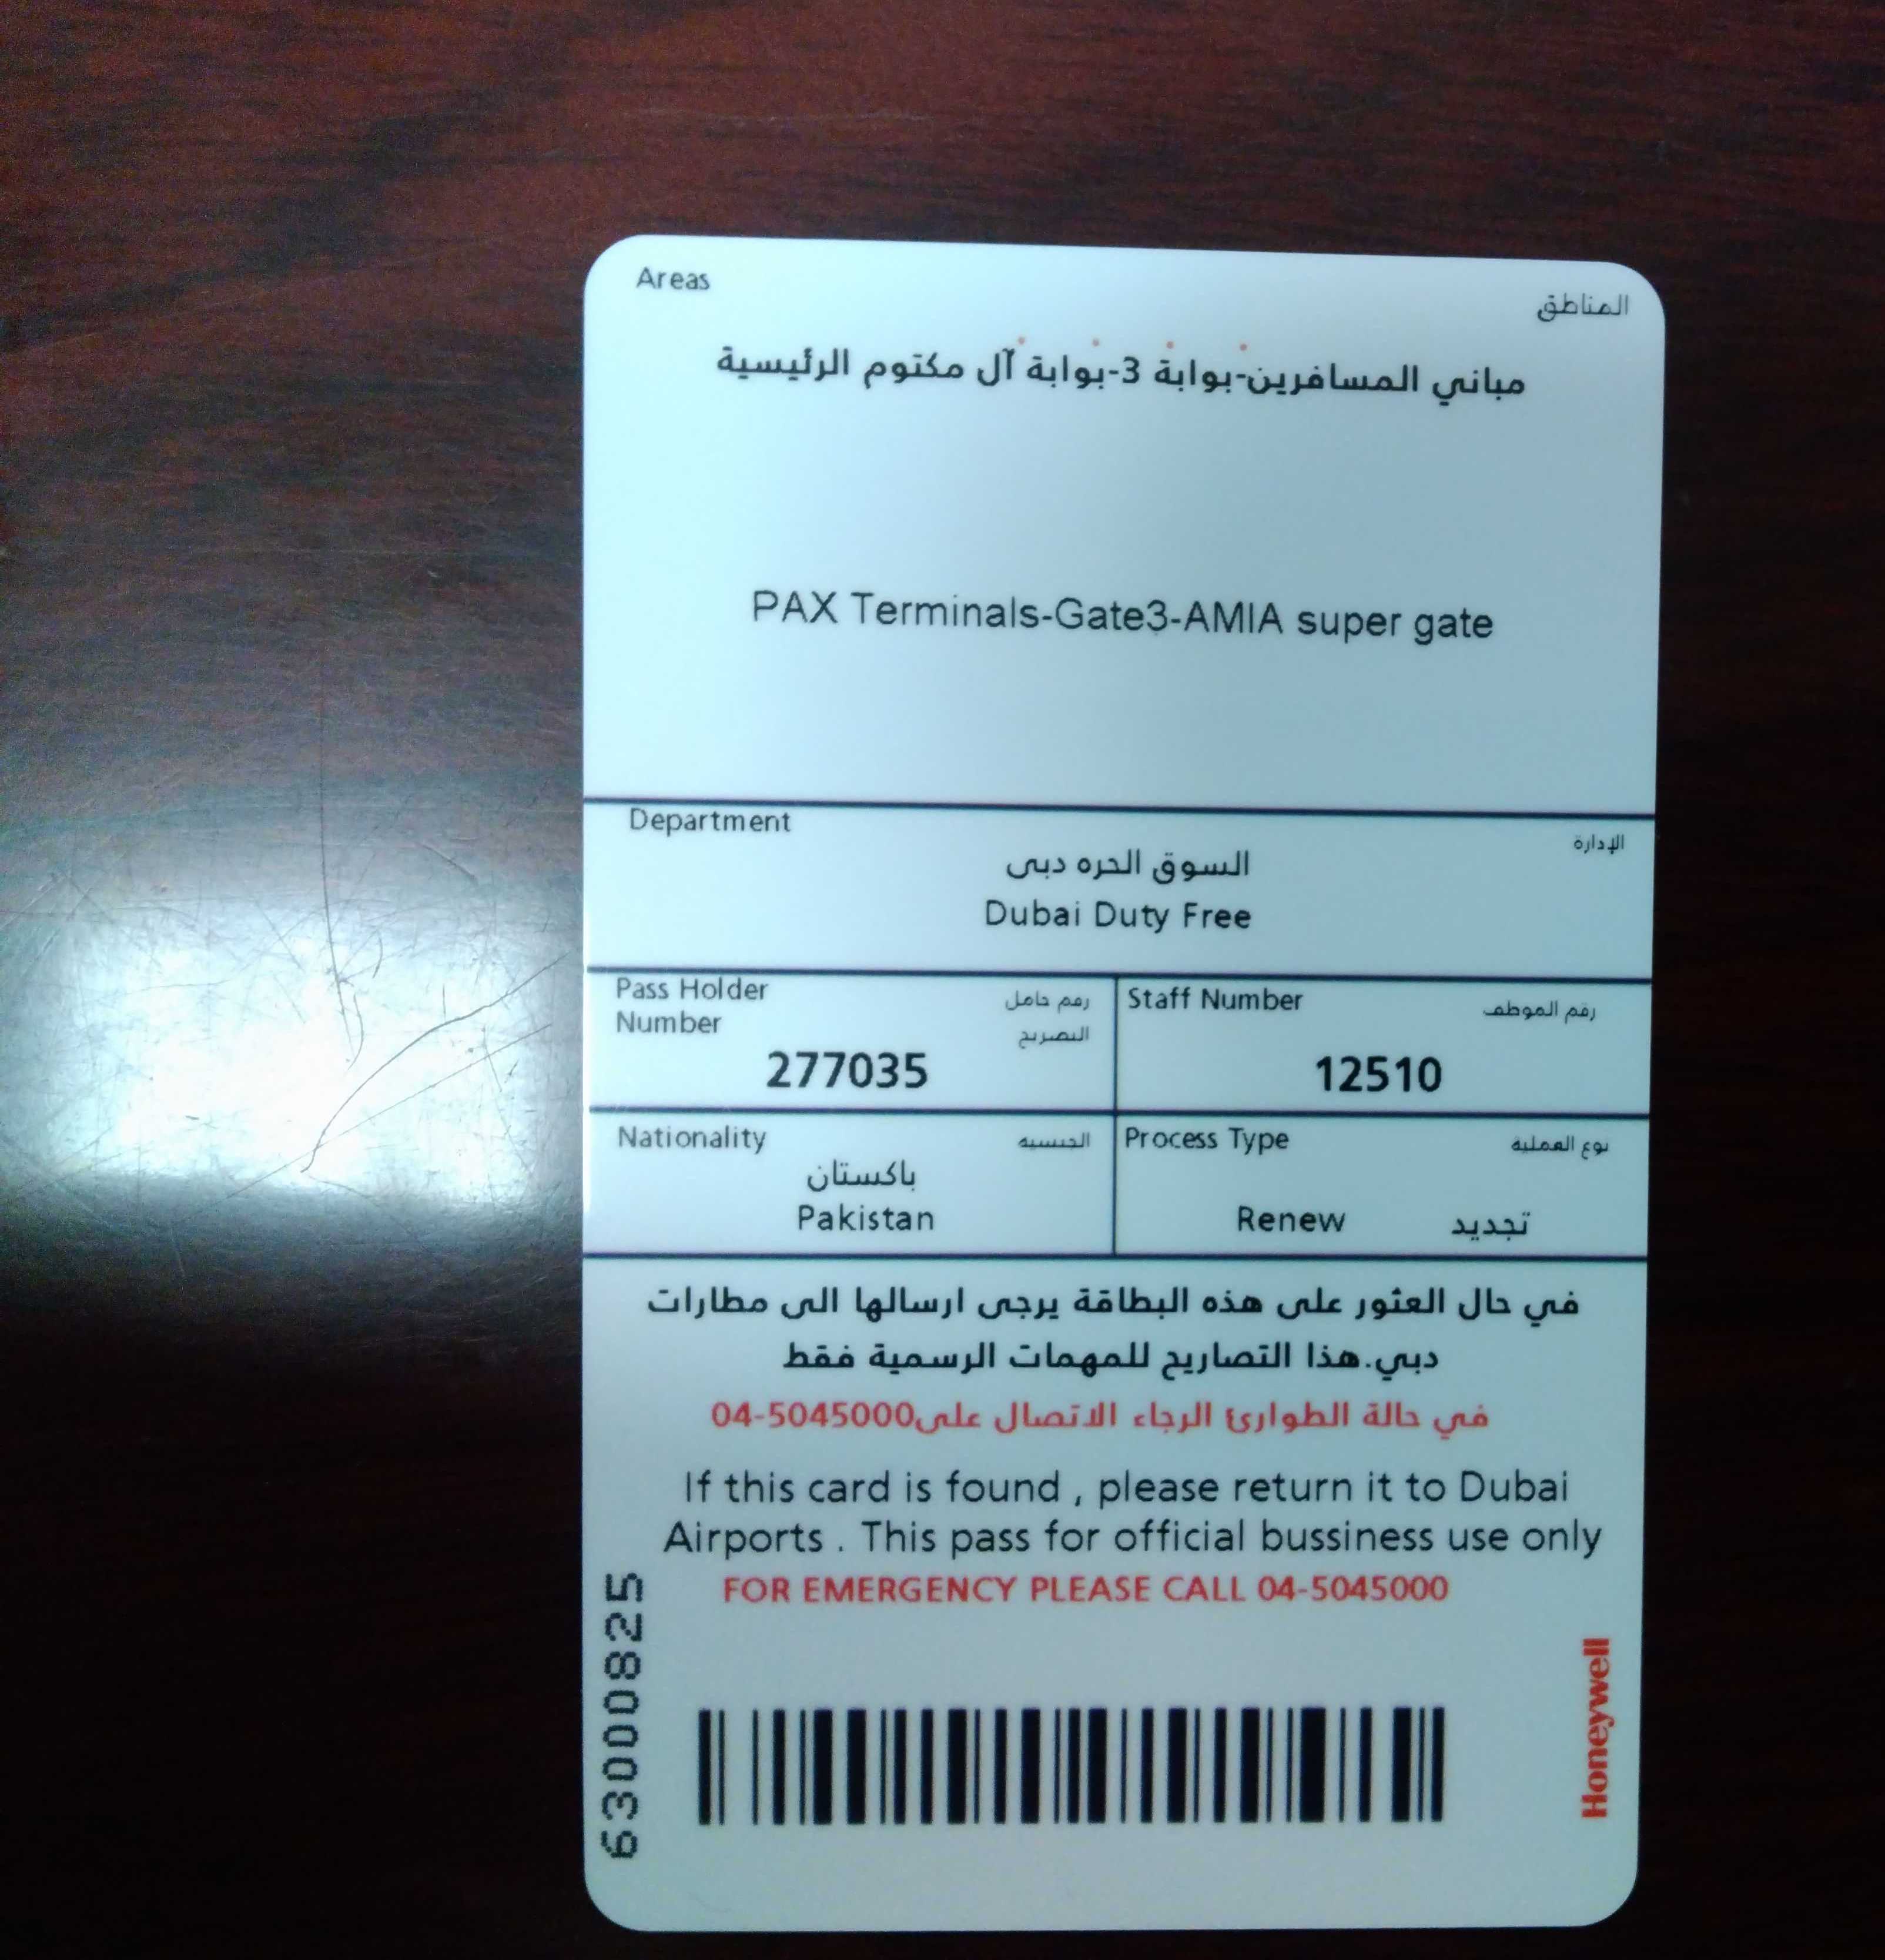 Areas المناطق
مباني المسافرين-بوابة 3-بوابة آل مكتوم الرئيسية
PAX Terminals-Gate3-AMIA super gate
Department الإدارة
السوق الحره دبى
Dubai Duty Free
Pass Holder رقم حامل
Number التصريح
277035
Staff Number رقم الموظف
12510
Nationality الجنسية
باكستان
Pakistan
Process Type نوع العملية
Renew تجديد
في حال العثور على هذه البطاقة يرجى ارسالها الى مطارات
دبي.هذا التصاريح للمهمات الرسمية فقط
في حالة الطوارئ الرجاء الاتصال على04-5045000
If this card is found , please return it to Dubai
Airports . This pass for official bussiness use only
FOR EMERGENCY PLEASE CALL 04-5045000
63000825
Honeywell